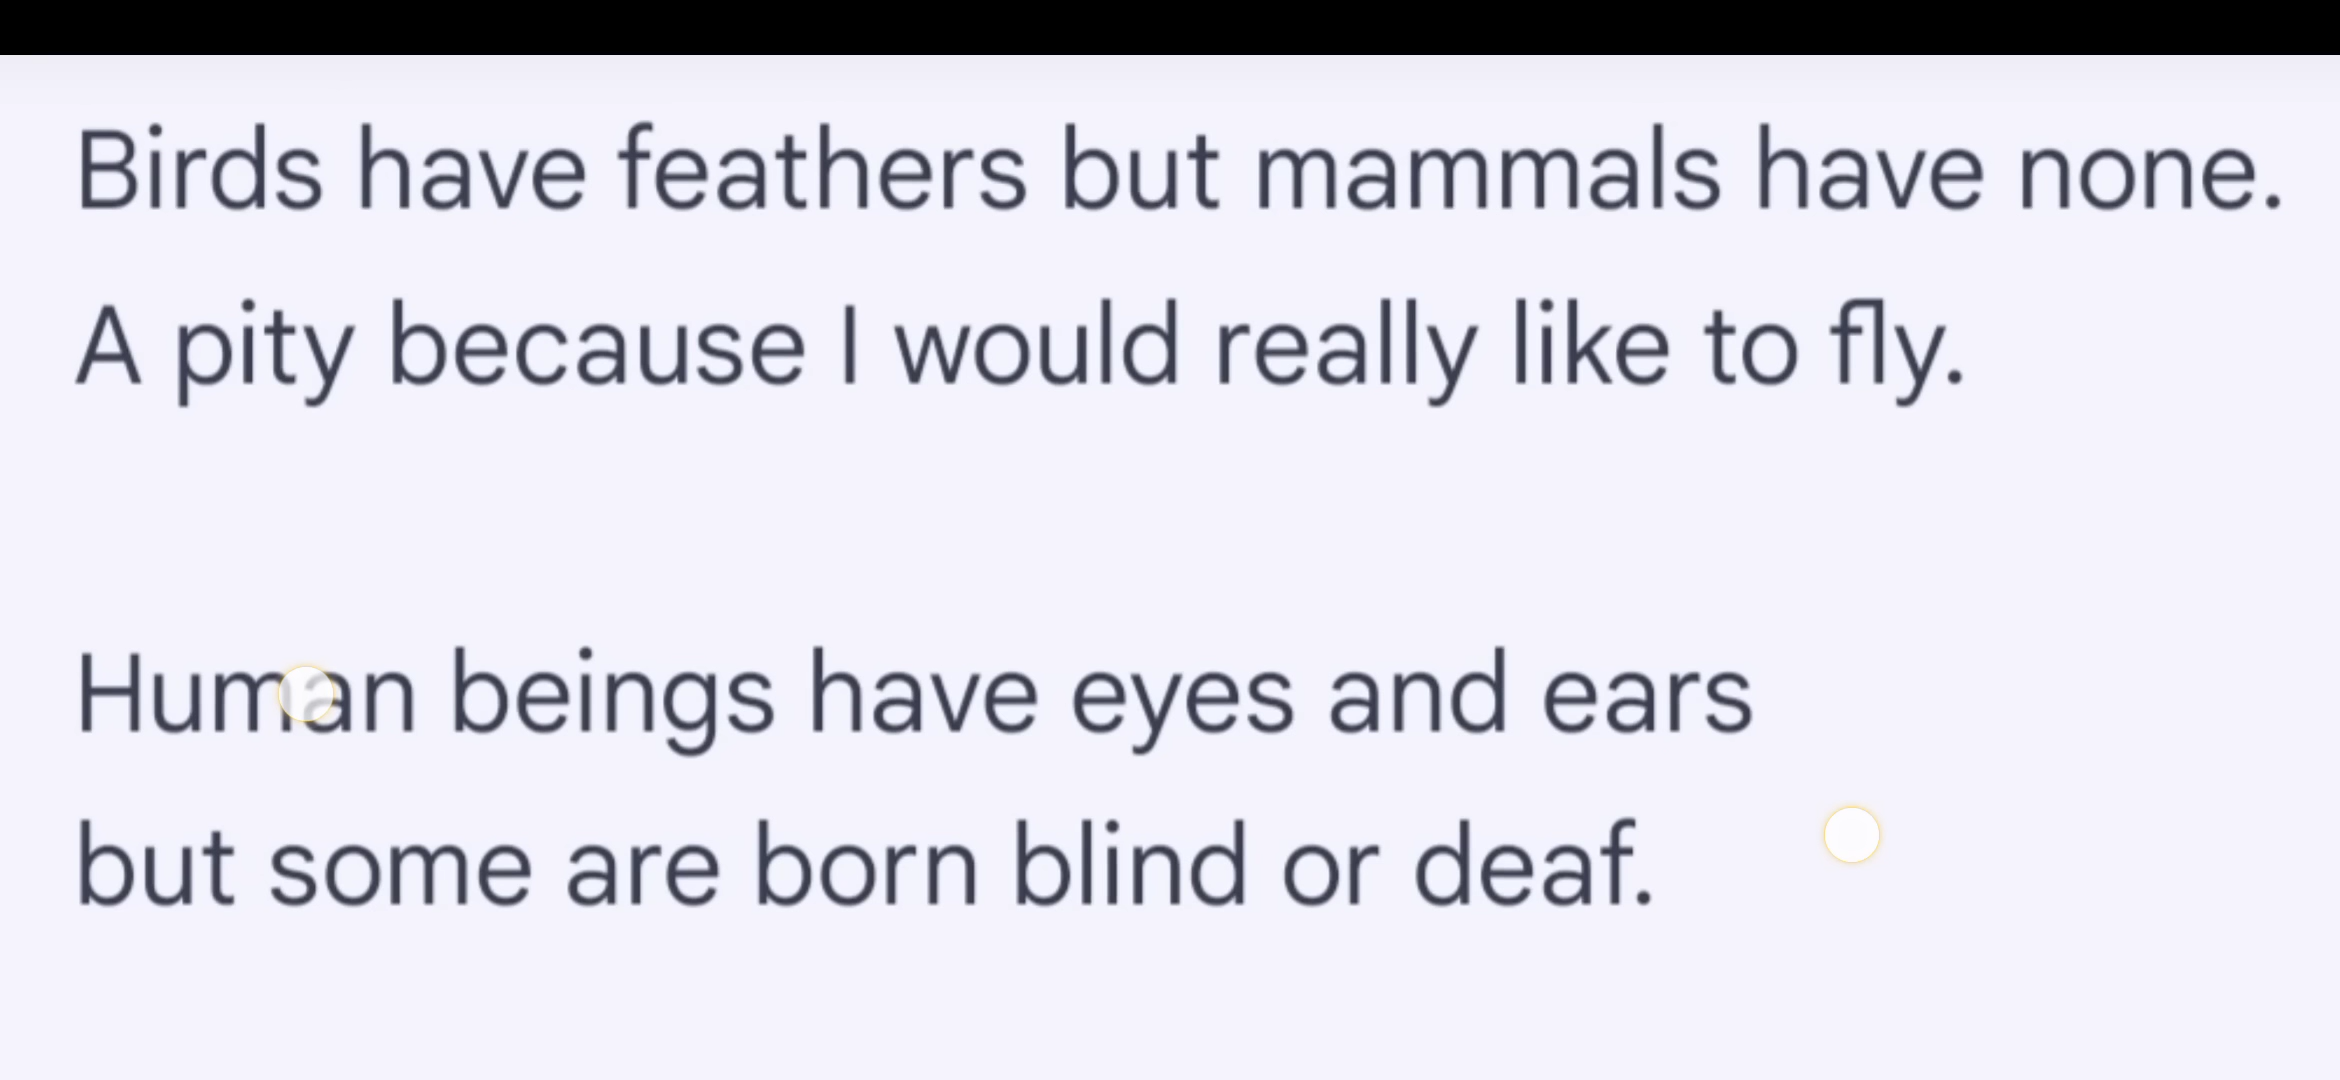 Birds have feathers but mammals have none.
A pity because I would really like to fly.
Human beings have eyes and ears
but some are born blind or deaf.